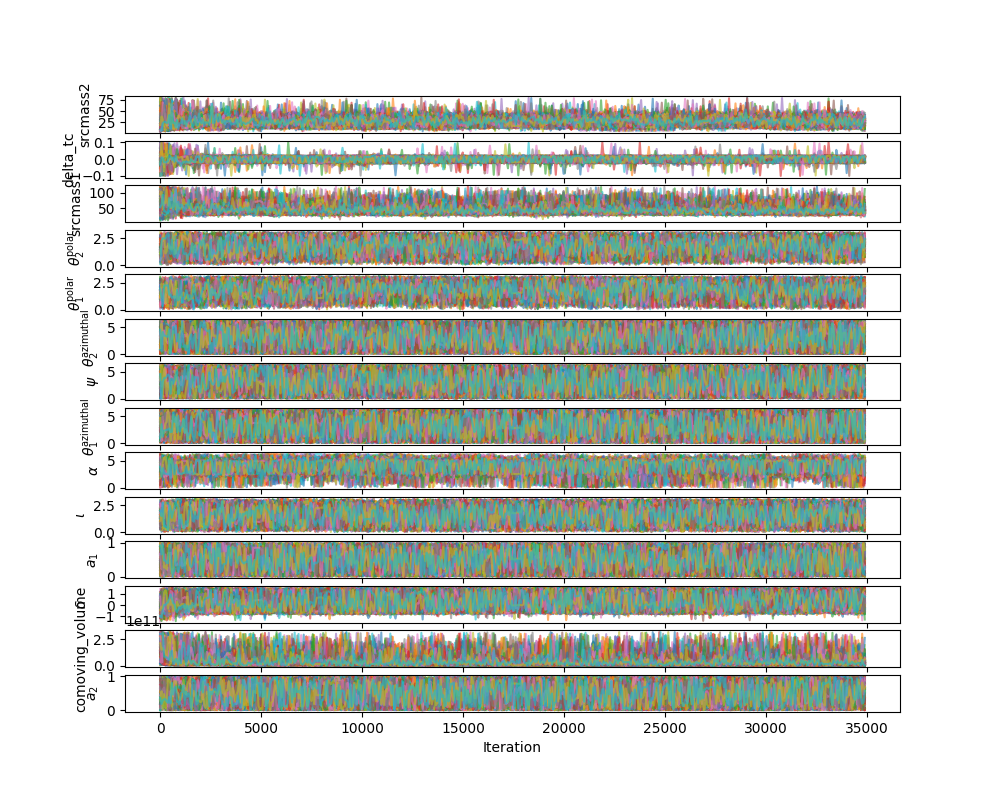 srcmass2
75
50
25
delta_tc
0.1
0.0
−0.1
srcmass1
100
50
θ₂^polar
2.5
0.0
θ₁^polar
2.5
0.0
θ₂^azimuthal
5
0
ψ
5
0
θ₁^azimuthal
5
0
α
5
0
ι
2.5
0.0
a₁
1
0
δ
1
0
−1
comoving_volume
1e11
2.5
0.0
a₂
1
0
0 5000 10000 15000 20000 25000 30000 35000
Iteration